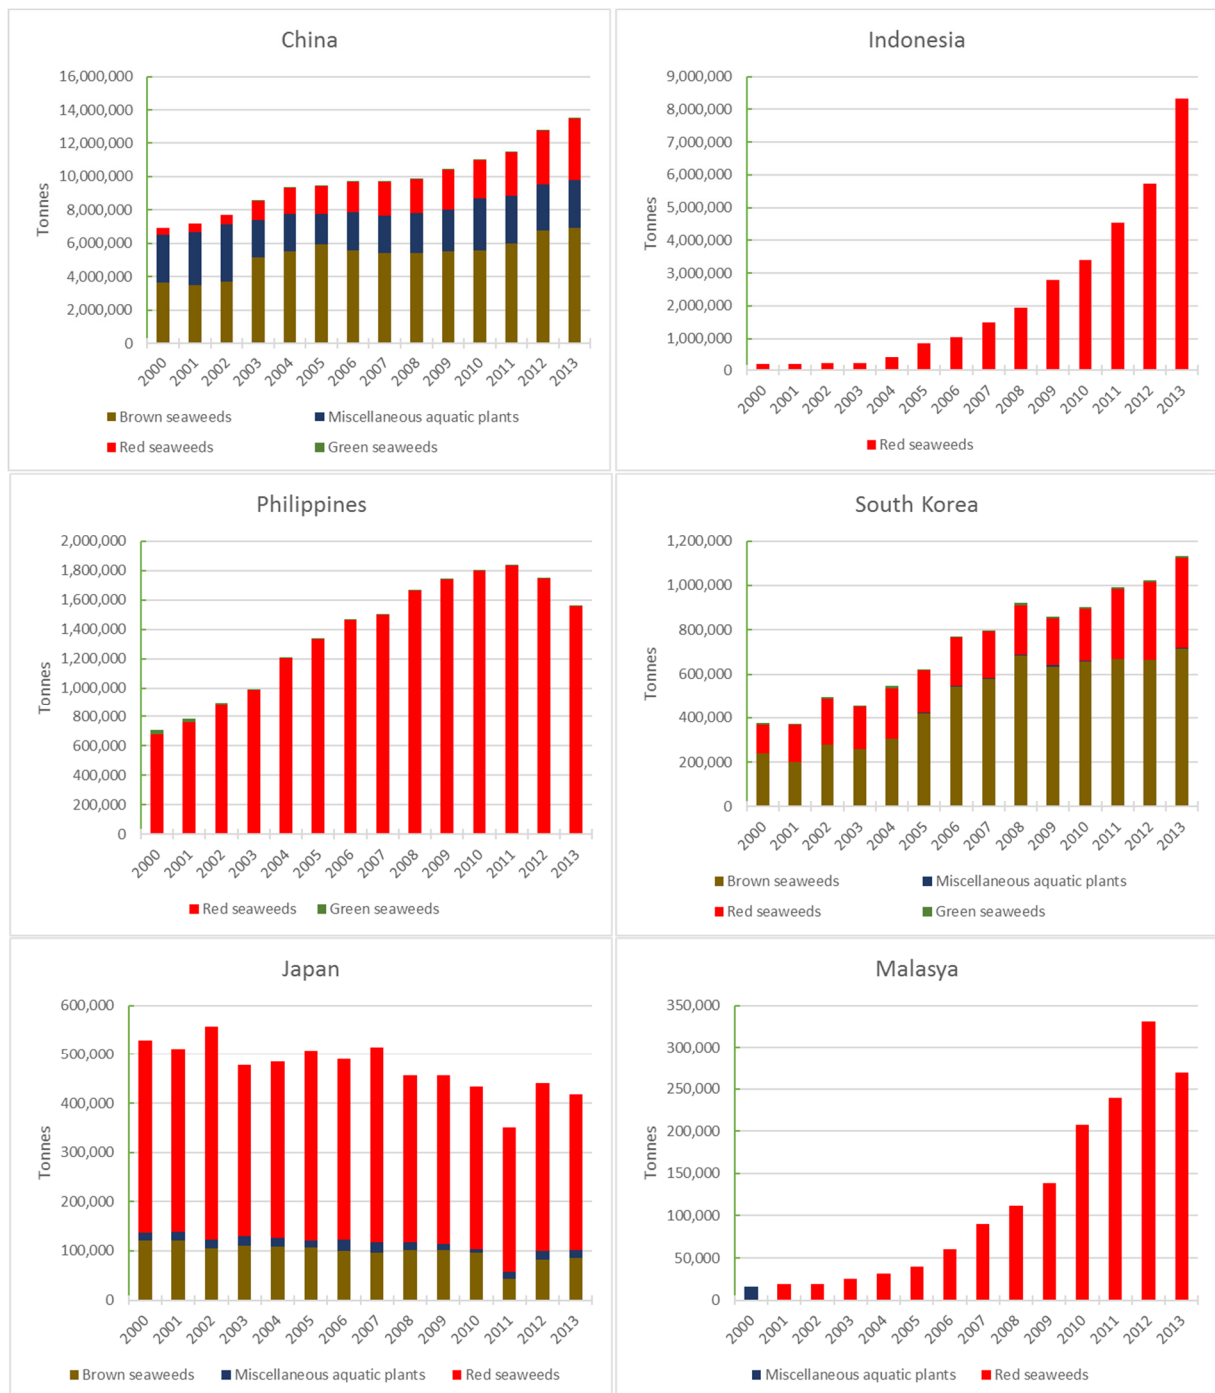 China
16,000,000
14,000,000
12,000,000
10,000,000
8,000,000
6,000,000
4,000,000
2,000,000
0
Tonnes
2000 2001 2002 2003 2004 2005 2006 2007 2008 2009 2010 2011 2012 2013
Brown seaweeds Miscellaneous aquatic plants
Red seaweeds Green seaweeds
Indonesia
9,000,000
8,000,000
7,000,000
6,000,000
5,000,000
4,000,000
3,000,000
2,000,000
1,000,000
0
Tonnes
2000 2001 2002 2003 2004 2005 2006 2007 2008 2009 2010 2011 2012 2013
Red seaweeds
Philippines
2,000,000
1,800,000
1,600,000
1,400,000
1,200,000
1,000,000
800,000
600,000
400,000
200,000
0
Tonnes
2000 2001 2002 2003 2004 2005 2006 2007 2008 2009 2010 2011 2012 2013
Red seaweeds Green seaweeds
South Korea
1,200,000
1,000,000
800,000
600,000
400,000
200,000
0
Tonnes
2000 2001 2002 2003 2004 2005 2006 2007 2008 2009 2010 2011 2012 2013
Brown seaweeds Miscellaneous aquatic plants
Red seaweeds Green seaweeds
Japan
600,000
500,000
400,000
300,000
200,000
100,000
0
Tonnes
2000 2001 2002 2003 2004 2005 2006 2007 2008 2009 2010 2011 2012 2013
Brown seaweeds Miscellaneous aquatic plants Red seaweeds
Malasya
350,000
300,000
250,000
200,000
150,000
100,000
50,000
0
Tonnes
2000 2001 2002 2003 2004 2005 2006 2007 2008 2009 2010 2011 2012 2013
Miscellaneous aquatic plants Red seaweeds